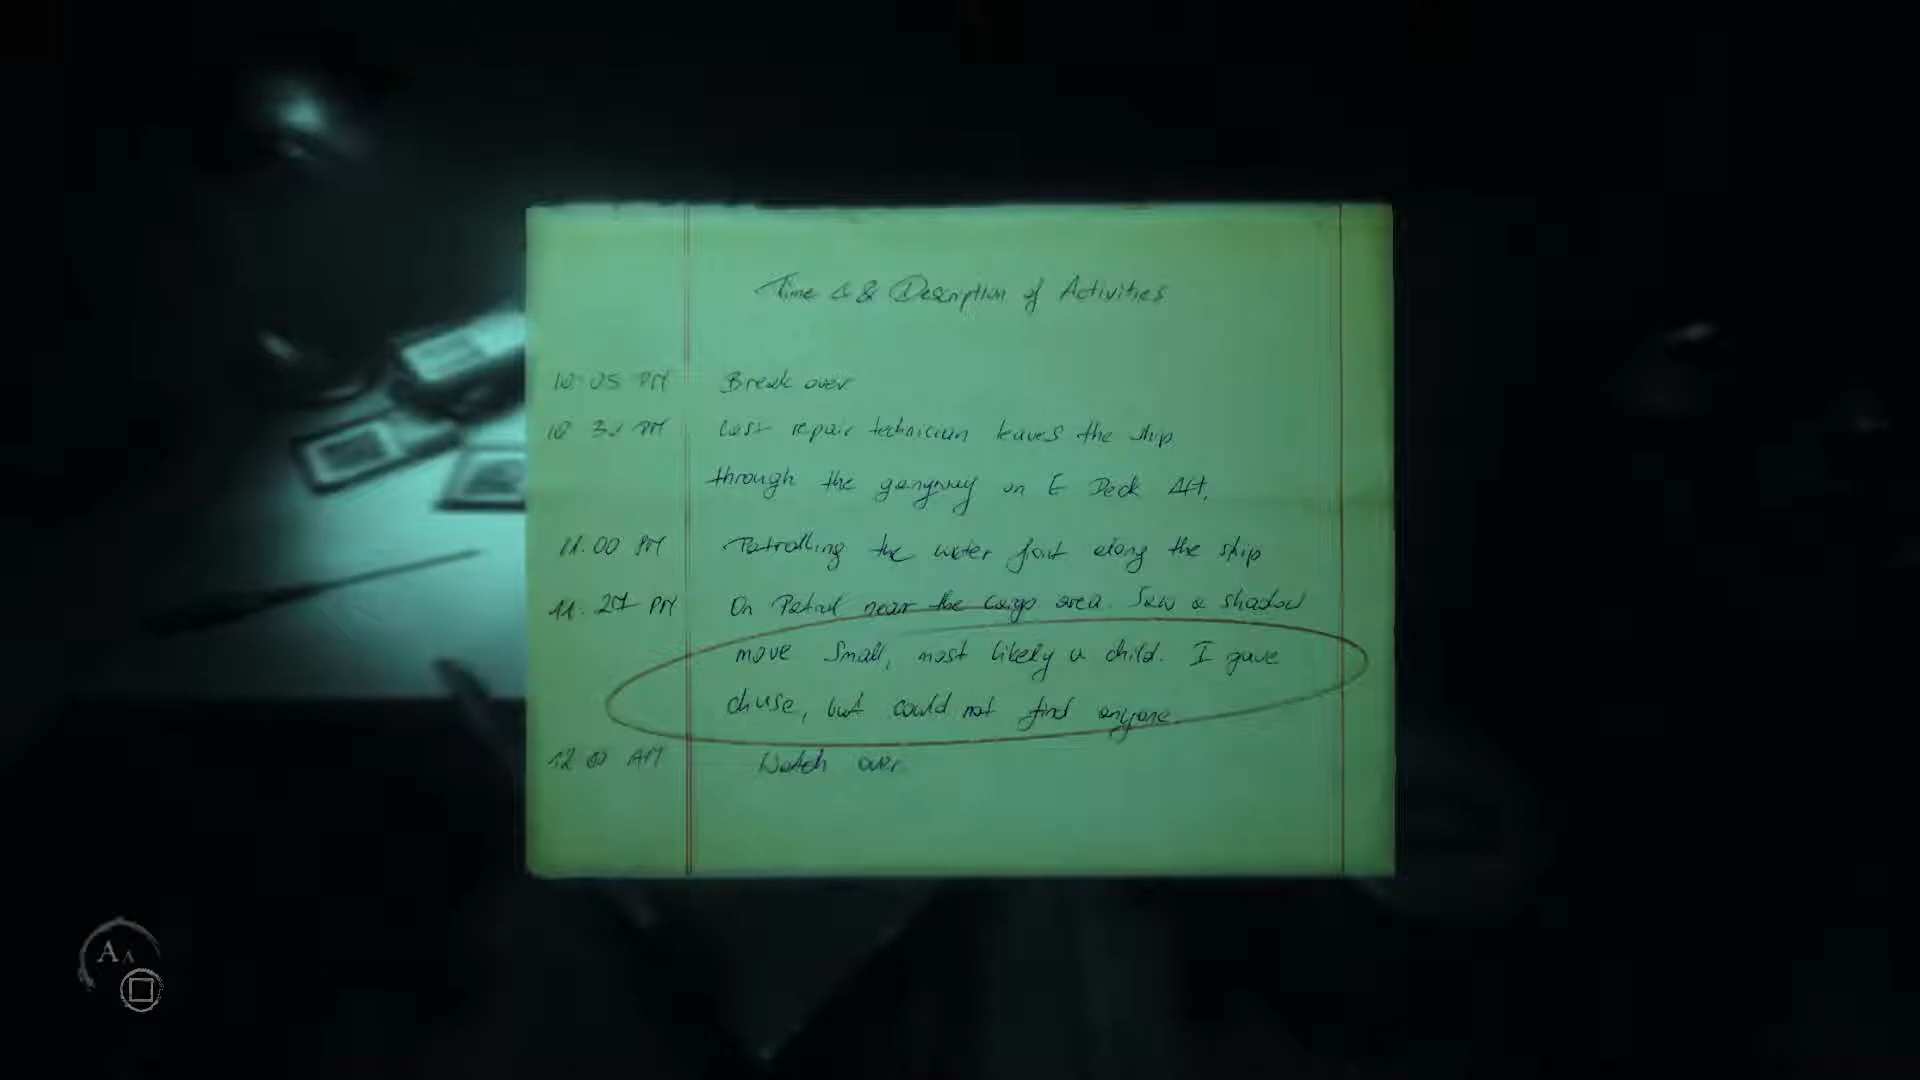 Time & Description of Activities
10:05 PM Break over
10 32 PM Last repair technician leaves the ship
through the gangway on E Deck Aft.
11.00 PM Patrolling the water front along the ship
11.27 PM On Patrol near the cargo area. Saw a shadow
move Small, most likely a child. I gave
chase, but could not find anyone
12 00 AM Watch over
A A